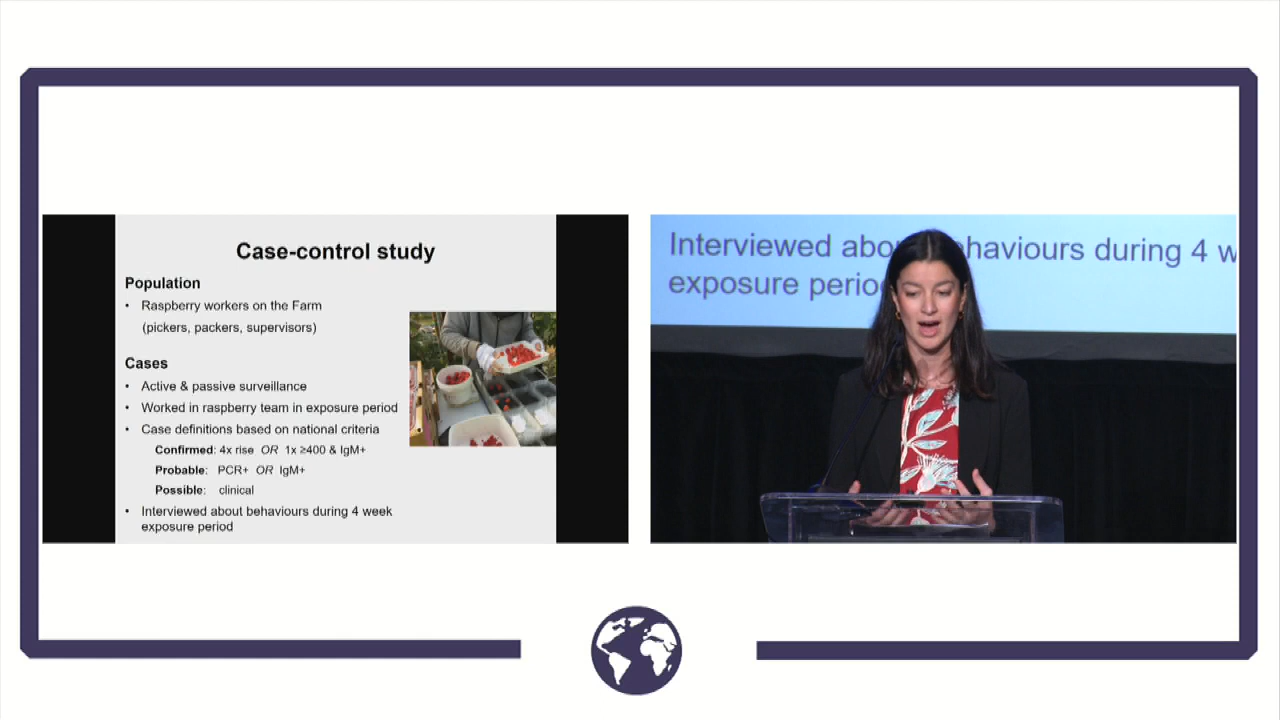 Case-control study
Population
• Raspberry workers on the Farm
(pickers, packers, supervisors)
Cases
• Active & passive surveillance
• Worked in raspberry team in exposure period
• Case definitions based on national criteria
Confirmed: 4x rise OR 1x ≥400 & IgM+
Probable: PCR+ OR IgM+
Possible: clinical
• Interviewed about behaviours during 4 week
exposure period
Interviewed abou ehaviours during 4 w
exposure perio